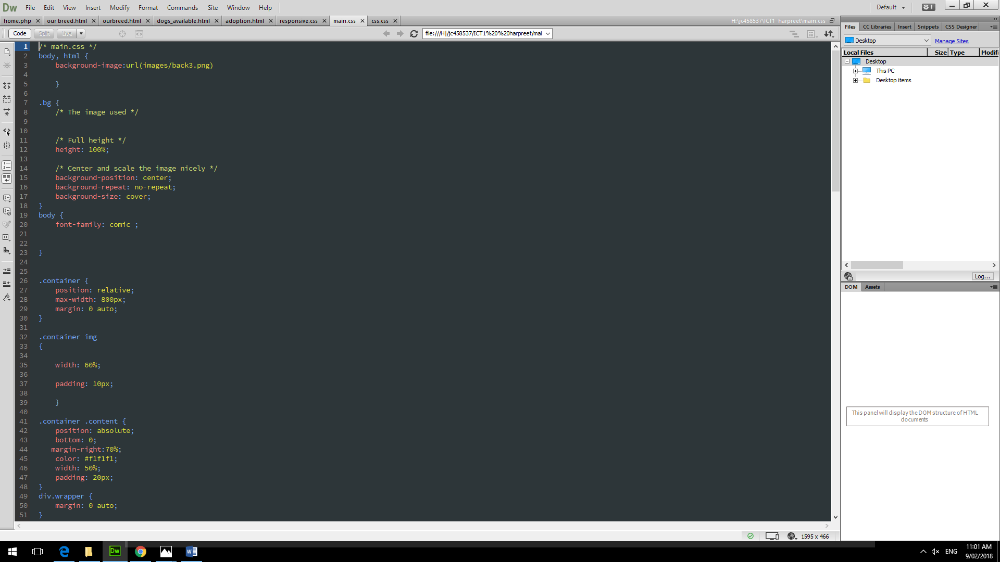 Dw File Edit View Insert Modify Format Commands Site Window Help Default
home.php our breed.html ourbreed.html dogs_available.html adoption.html responsive.css main.css css.css H:\jc458537\ICT1 harpreet\main.css
Code Split Live file:///H|/jc458537/ICT1%20%20harpreet/mai
1 /* main.css */
2 body, html {
3 background-image:url(images/back3.png)
4
5 }
6
7 .bg {
8 /* The image used */
9
10
11 /* Full height */
12 height: 100%;
13
14 /* Center and scale the image nicely */
15 background-position: center;
16 background-repeat: no-repeat;
17 background-size: cover;
18 }
19 body {
20 font-family: comic ;
21
22
23 }
24
25
26 .container {
27 position: relative;
28 max-width: 800px;
29 margin: 0 auto;
30 }
31
32 .container img
33 {
34
35 width: 60%;
36
37 padding: 10px;
38
39 }
40
41 .container .content {
42 position: absolute;
43 bottom: 0;
44 margin-right:70%;
45 color: #f1f1f1;
46 width: 50%;
47 padding: 20px;
48 }
49 div.wrapper {
50 margin: 0 auto;
51 }
1595 x 466
Files CC Libraries Insert Snippets CSS Designer
Desktop Manage Sites
Local Files Size Type Modifi
Desktop
This PC
Desktop items
Log...
DOM Assets
This panel will display the DOM structure of HTML
documents
Dw
ENG
11:01 AM
9/02/2018